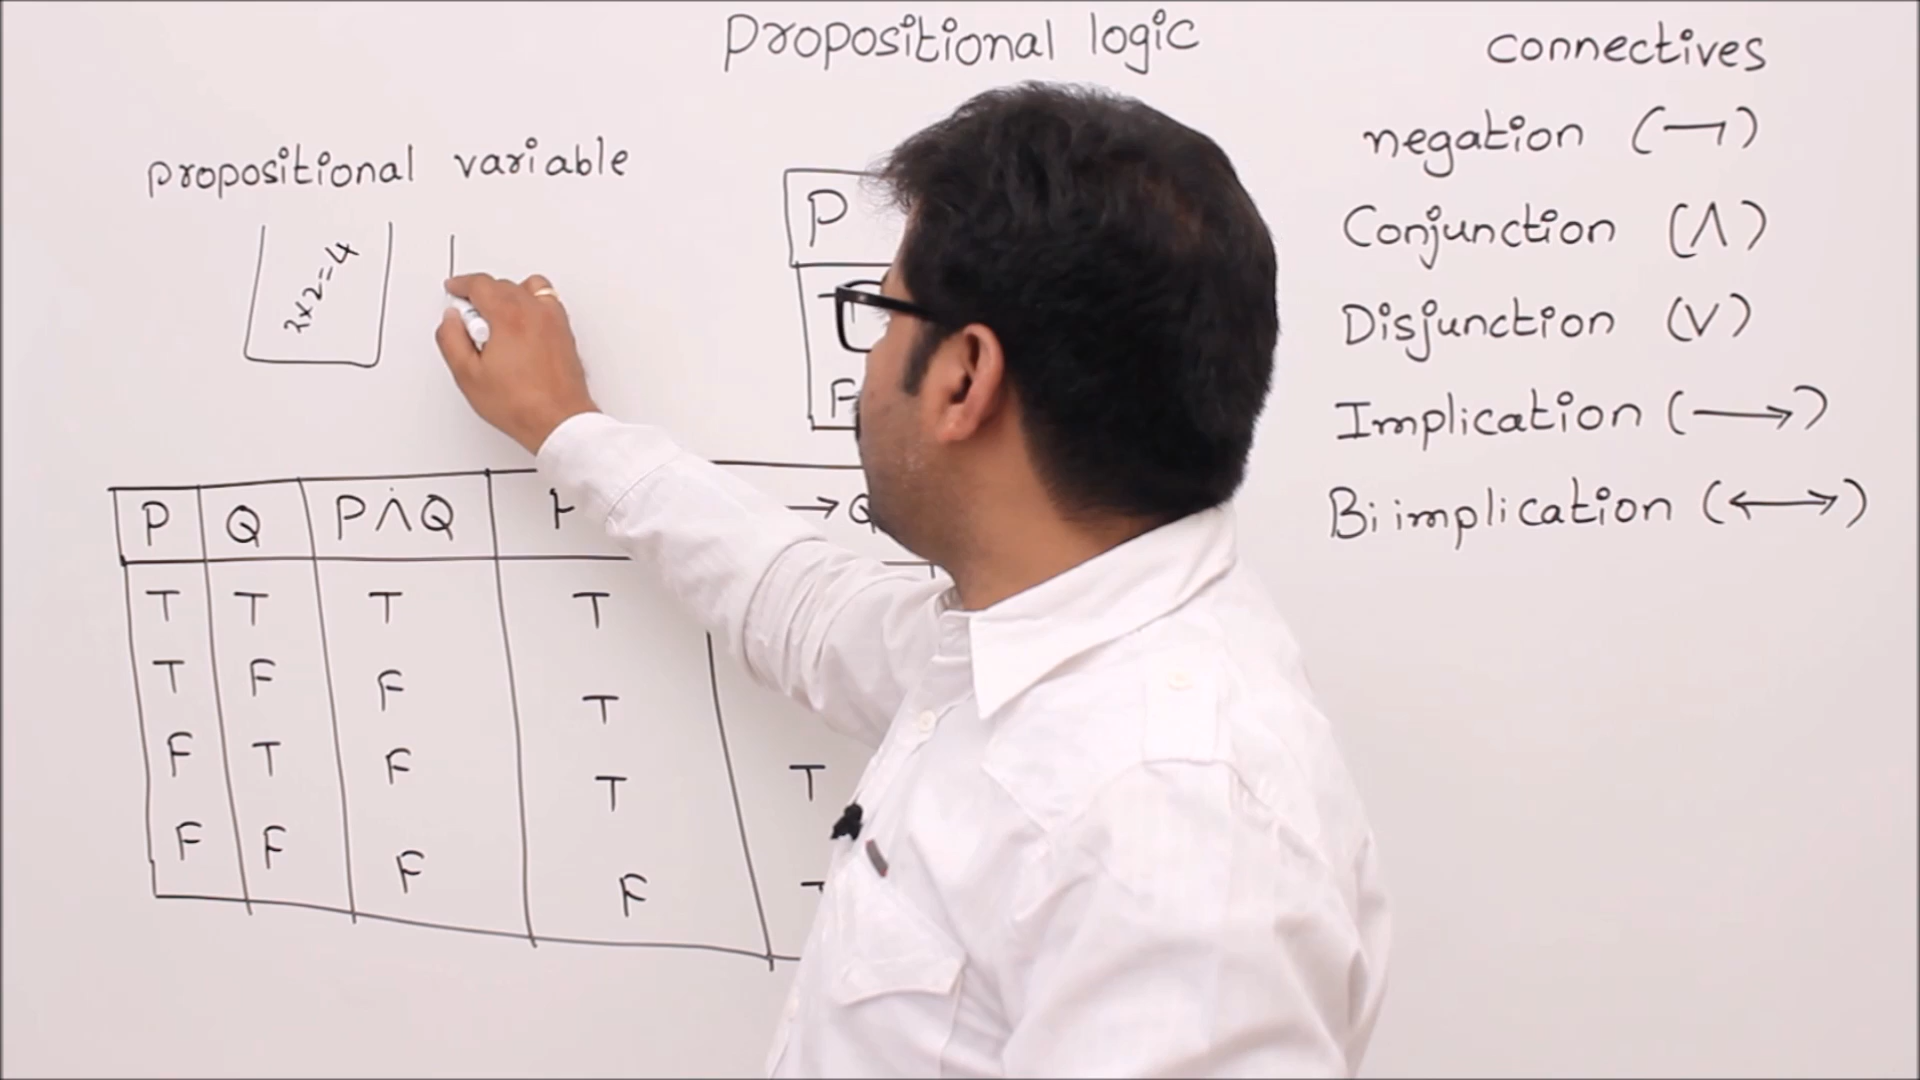 Propositional logic
connectives
negation (¬)
Conjunction (∧)
Disjunction (∨)
Implication (⟶)
Bi implication (⟷)
propositional variable
2×2=4
P
F
P Q P∧Q → Q
T T T T
T F F T
F T F T T
F F F F